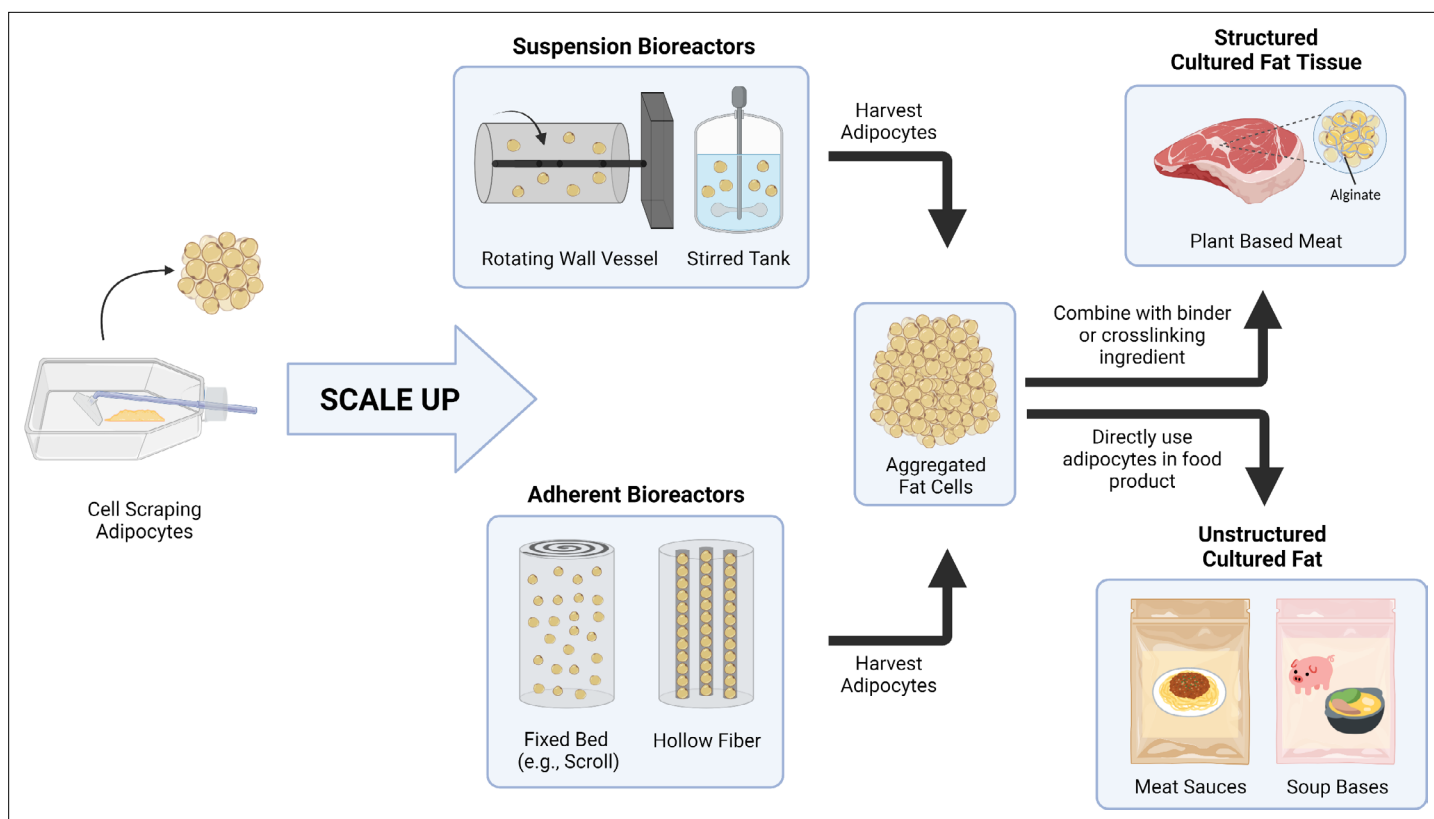 Cell Scraping
Adipocytes
SCALE UP
Suspension Bioreactors
Rotating Wall Vessel
Stirred Tank
Adherent Bioreactors
Fixed Bed
(e.g., Scroll)
Hollow Fiber
Harvest
Adipocytes
Harvest
Adipocytes
Aggregated
Fat Cells
Combine with binder
or crosslinking
ingredient
Directly use
adipocytes in food
product
Structured
Cultured Fat Tissue
Alginate
Plant Based Meat
Unstructured
Cultured Fat
Meat Sauces
Soup Bases